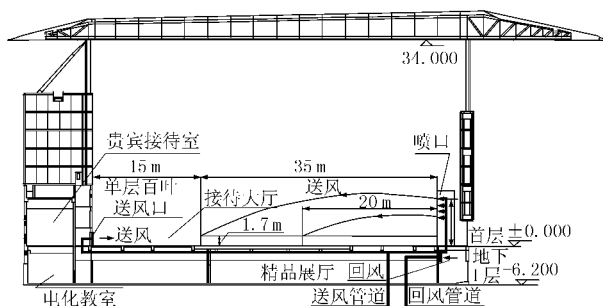 34.000
贵宾接待室
喷口
15 m
35 m
单层百叶
送风口
接待大厅
送风
20 m
送风
1.7 m
首层
±0.000
地下
1层
-6.200
精品展厅
回风
电化教室
送风管道
回风管道